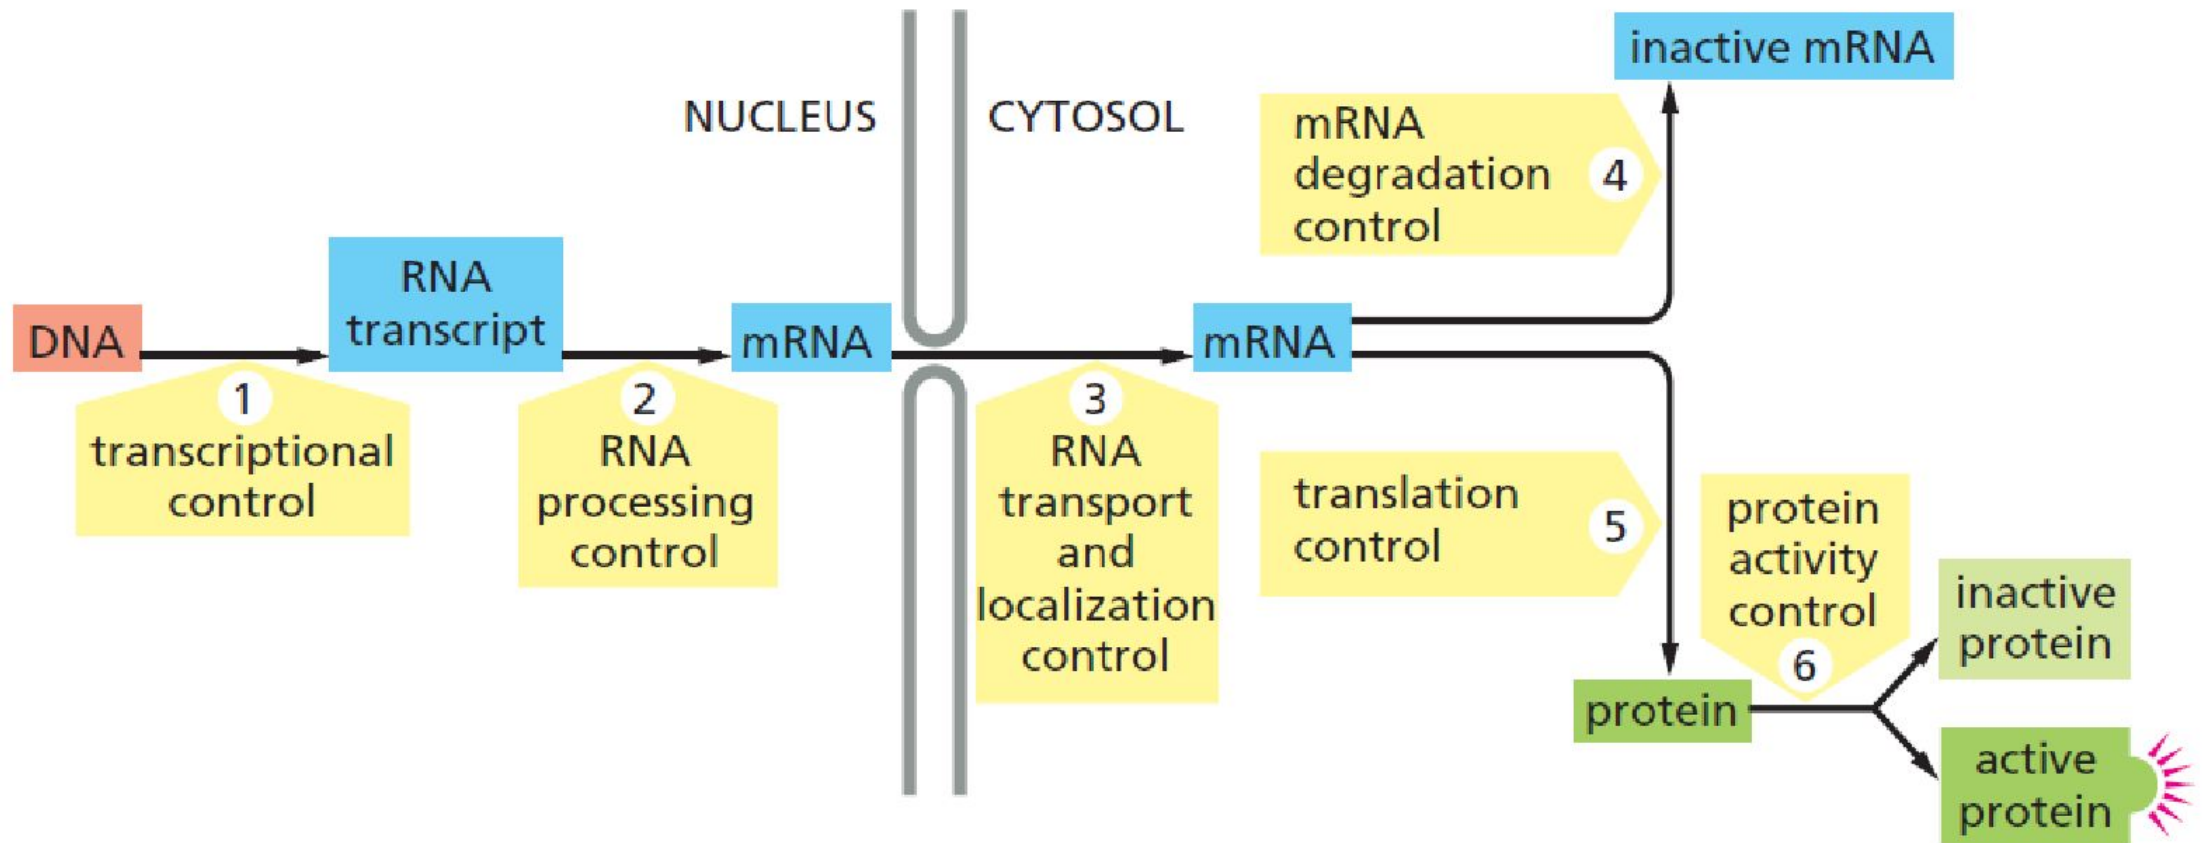 NUCLEUS
CYTOSOL
DNA
RNA
transcript
mRNA
mRNA
inactive mRNA
1
transcriptional
control
2
RNA
processing
control
3
RNA
transport
and
localization
control
mRNA
degradation
control
4
translation
control
5
protein
activity
control
6
protein
inactive
protein
active
protein